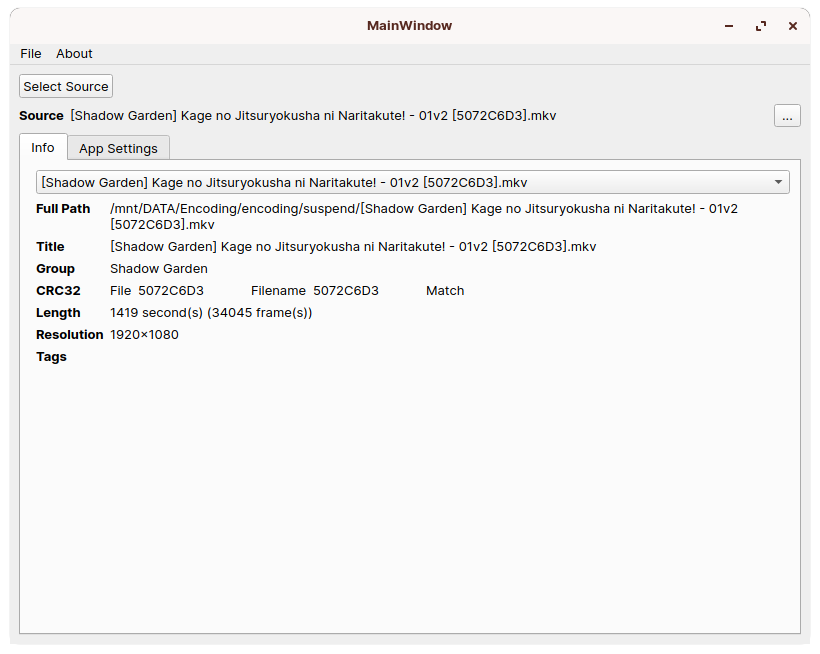 MainWindow
File About
Select Source
Source [Shadow Garden] Kage no Jitsuryokusha ni Naritakute! - 01v2 [5072C6D3].mkv ...
Info App Settings
[Shadow Garden] Kage no Jitsuryokusha ni Naritakute! - 01v2 [5072C6D3].mkv
Full Path /mnt/DATA/Encoding/encoding/suspend/[Shadow Garden] Kage no Jitsuryokusha ni Naritakute! - 01v2
[5072C6D3].mkv
Title [Shadow Garden] Kage no Jitsuryokusha ni Naritakute! - 01v2 [5072C6D3].mkv
Group Shadow Garden
CRC32 File 5072C6D3 Filename 5072C6D3 Match
Length 1419 second(s) (34045 frame(s))
Resolution 1920×1080
Tags